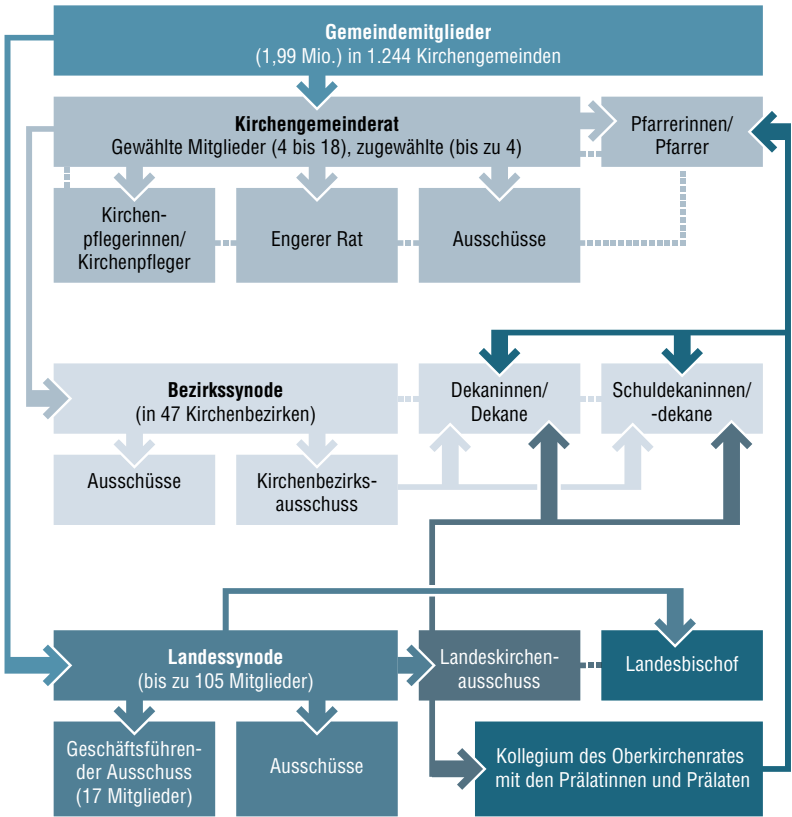 Gemeindemitglieder
(1,99 Mio.) in 1.244 Kirchengemeinden
Kirchengemeinderat
Gewählte Mitglieder (4 bis 18), zugewählte (bis zu 4)
Pfarrerinnen/
Pfarrer
Kirchen-
pflegerinnen/
Kirchenpfleger
Engerer Rat
Ausschüsse
Bezirkssynode
(in 47 Kirchenbezirken)
Dekaninnen/
Dekane
Schuldekaninnen/
-dekane
Ausschüsse
Kirchenbezirks-
ausschuss
Landessynode
(bis zu 105 Mitglieder)
Landeskirchen-
ausschuss
Landesbischof
Geschäftsführen-
der Ausschuss
(17 Mitglieder)
Ausschüsse
Kollegium des Oberkirchenrates
mit den Prälatinnen und Prälaten